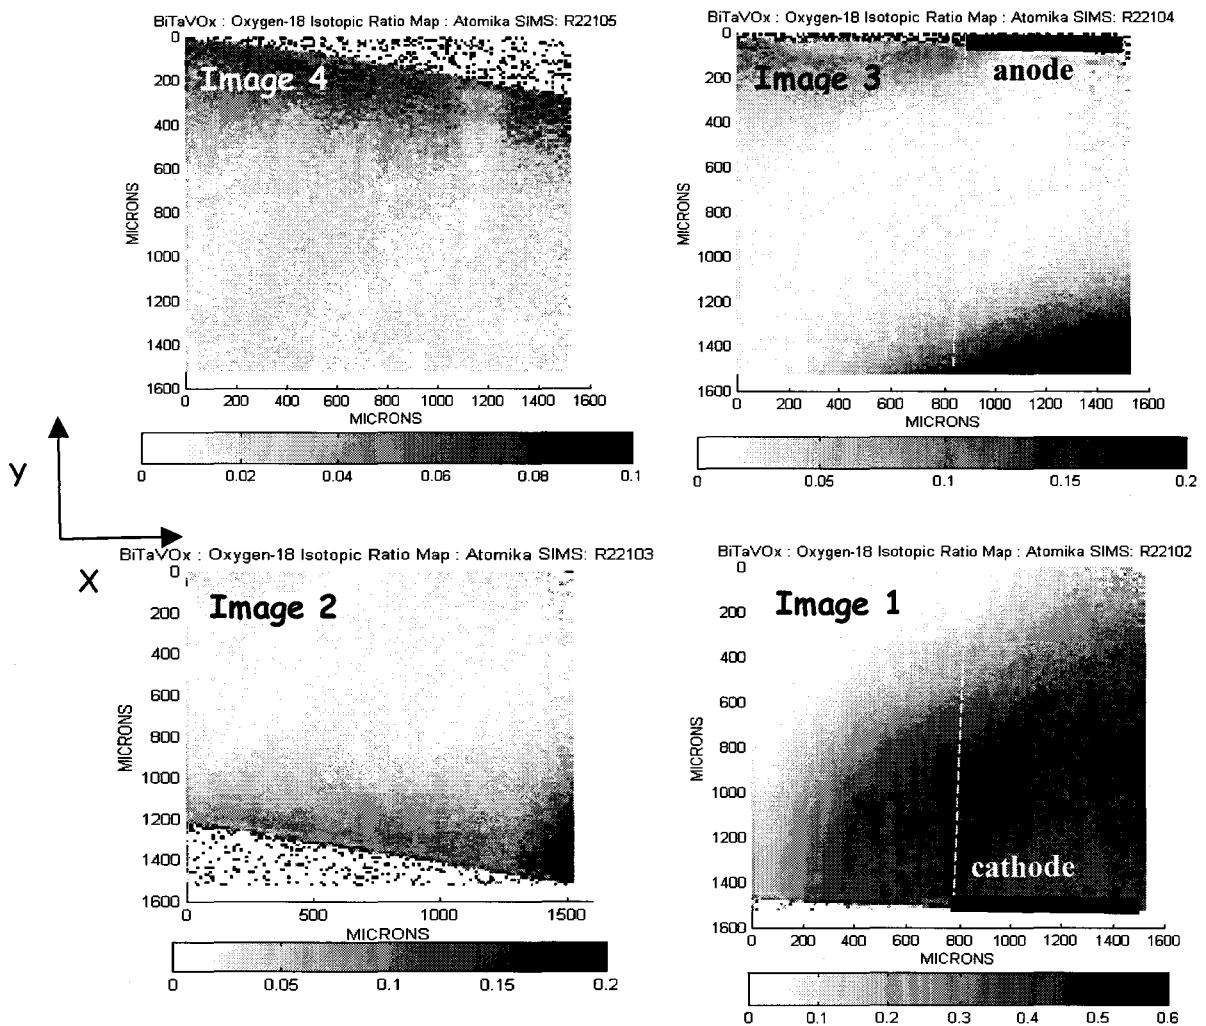 BiTaVOx : Oxygen-18 Isotopic Ratio Map : Atomika SIMS: R22105
Image 4
0
200
400
600
800
1000
1200
1400
1600
MICRONS
0 200 400 600 800 1000 1200 1400 1600
MICRONS
0 0.02 0.04 0.06 0.08 0.1
BiTaVOx : Oxygen-18 Isotopic Ratio Map : Atomika SIMS: R22104
Image 3
anode
0
200
400
600
800
1000
1200
1400
1600
MICRONS
0 200 400 600 800 1000 1200 1400 1600
MICRONS
0 0.05 0.1 0.15 0.2
Y
X
BiTaVOx : Oxygen-18 Isotopic Ratio Map : Atomika SIMS: R22103
Image 2
0
200
400
600
800
1000
1200
1400
1600
MICRONS
0 500 1000 1500
MICRONS
0 0.05 0.1 0.15 0.2
BiTaVOx : Oxygen-18 Isotopic Ratio Map : Atomika SIMS: R22102
Image 1
cathode
0
200
400
600
800
1000
1200
1400
1600
MICRONS
0 200 400 600 800 1000 1200 1400 1600
MICRONS
0 0.1 0.2 0.3 0.4 0.5 0.6